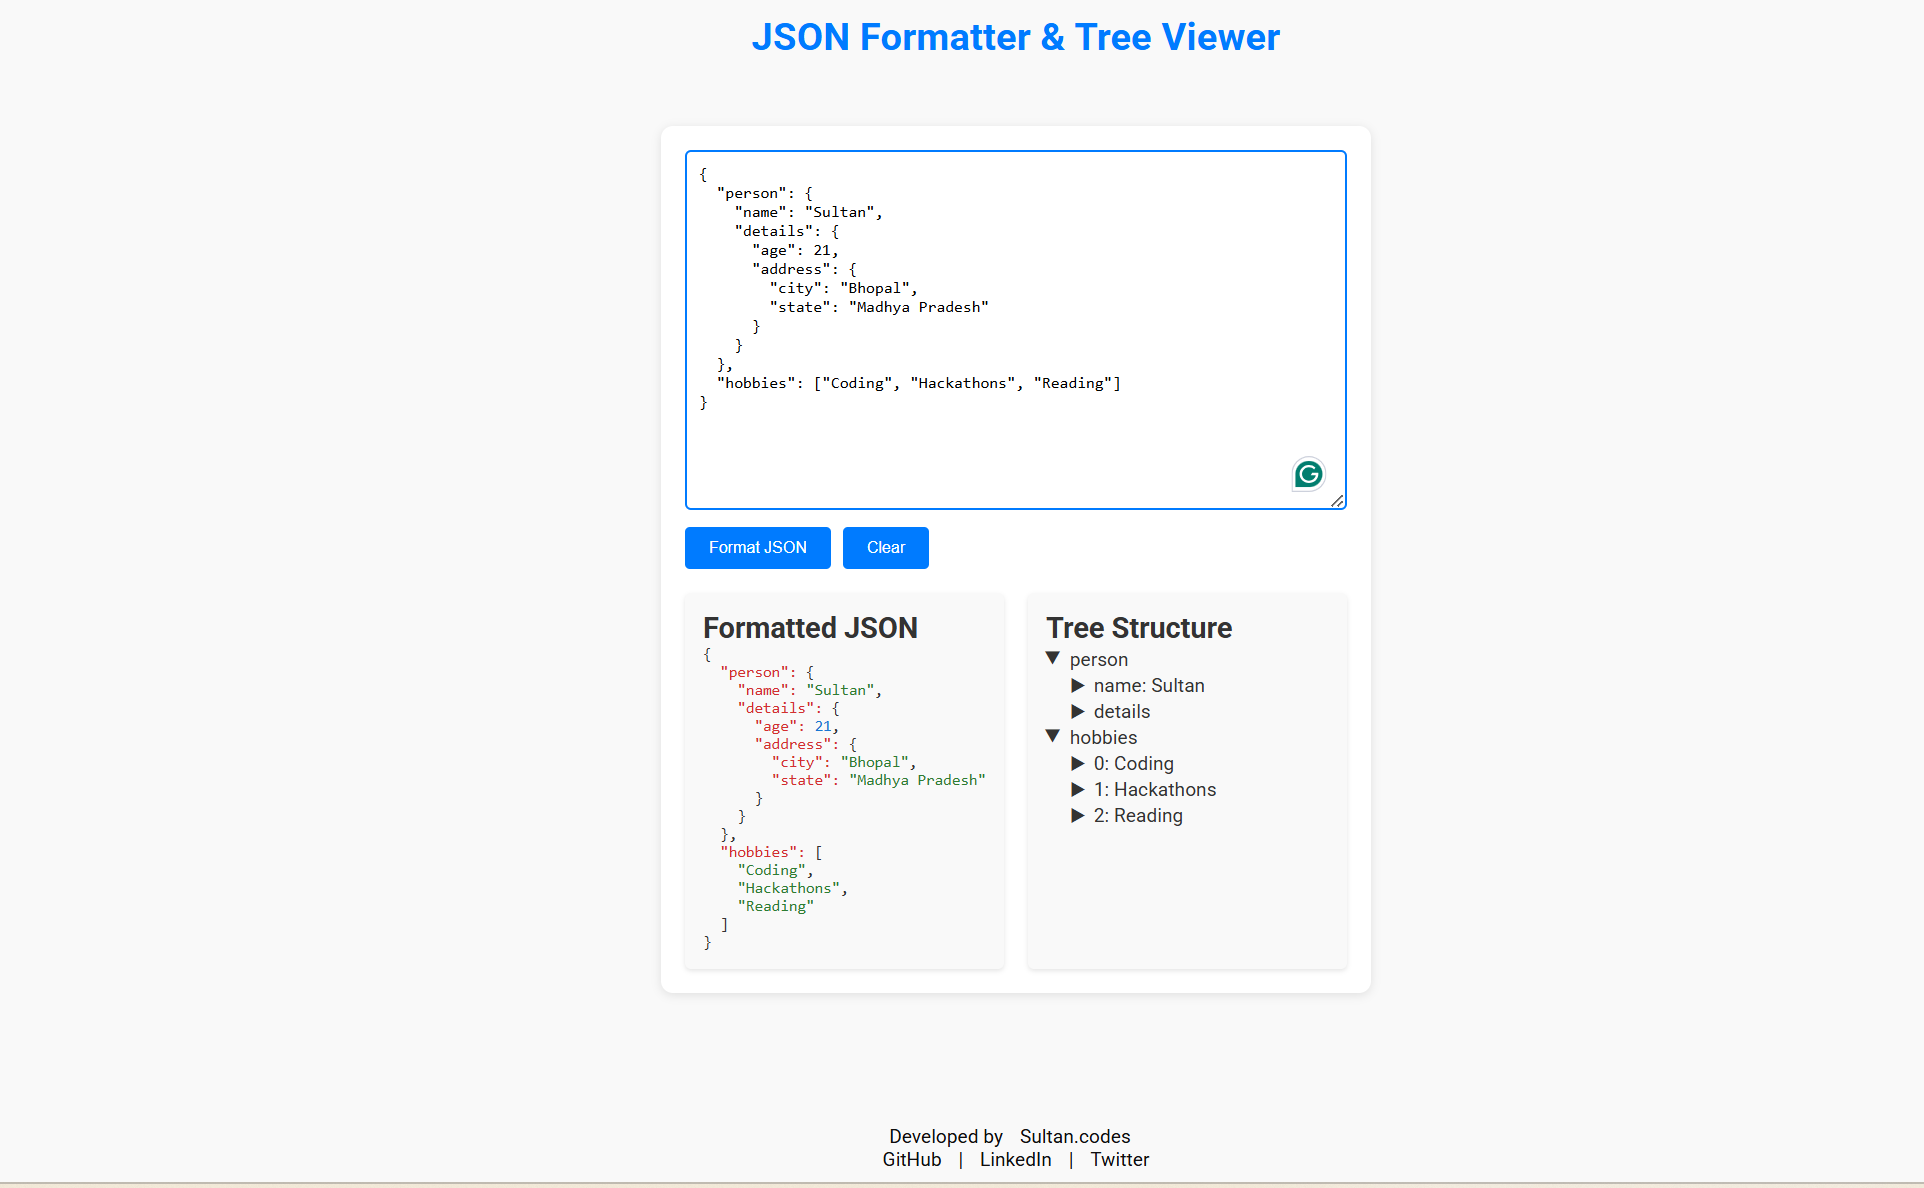 JSON Formatter & Tree Viewer
{
  "person": {
    "name": "Sultan",
    "details": {
      "age": 21,
      "address": {
        "city": "Bhopal",
        "state": "Madhya Pradesh"
      }
    }
  },
  "hobbies": ["Coding", "Hackathons", "Reading"]
}
Format JSON
Clear
Formatted JSON
{
  "person": {
    "name": "Sultan",
    "details": {
      "age": 21,
      "address": {
        "city": "Bhopal",
        "state": "Madhya Pradesh"
      }
    }
  },
  "hobbies": [
    "Coding",
    "Hackathons",
    "Reading"
  ]
}
Tree Structure
▼ person
▶ name: Sultan
▶ details
▼ hobbies
▶ 0: Coding
▶ 1: Hackathons
▶ 2: Reading
Developed by Sultan.codes
GitHub | LinkedIn | Twitter